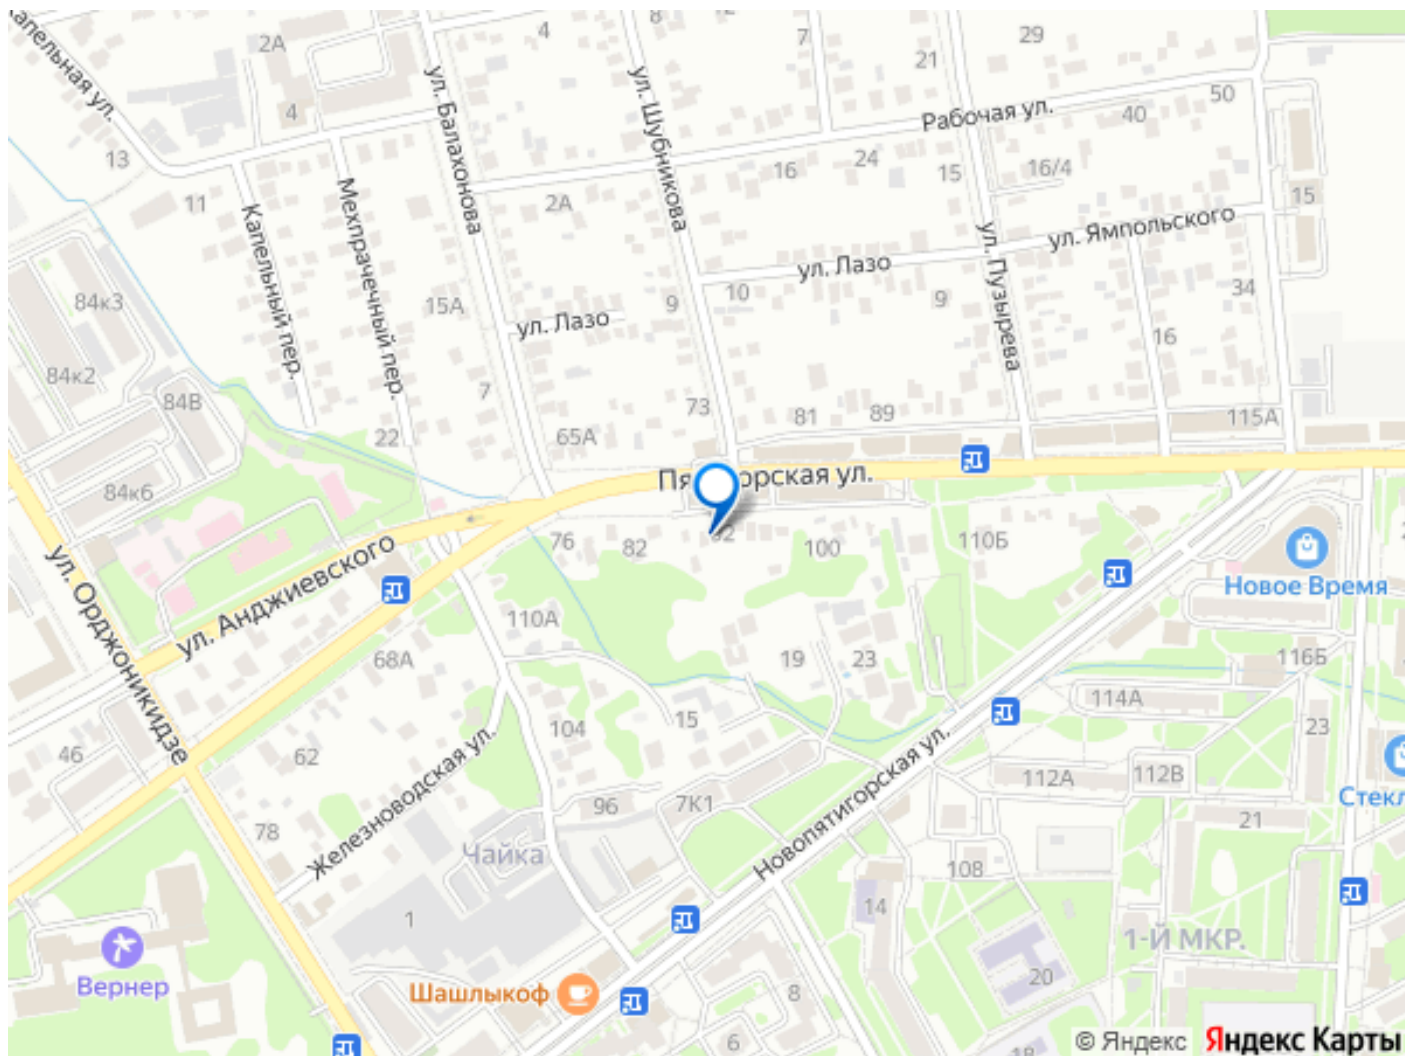 Капельная ул.
2А
4
8
7
29
ул. Балахонова
ул. Шубникова
21
50
4
Рабочая ул.
40
13
16
24
15
16/4
15
11
2А
Капельный пер.
Мехпрачечный пер.
ул. Пузырева
ул. Ямпольского
ул. Лазо
84к3
15А
9
10
9
34
ул. Лазо
16
84к2
84В
7
73
81
89
115А
22
65А
84к6
Пятигорская ул.
76
82
100
110Б
Новое Время
ул. Орджоникидзе
ул. Анджиевского
110А
68А
19
23
116Б
114А
23
15
104
46
62
Железноводская ул.
Новопятигорская ул.
112А
112В
96
7К1
21
78
Чайка
108
1
14
1-Й МКР.
Вернер
20
Шашлыкоф
8
6
18
© Яндекс
Яндекс Карты